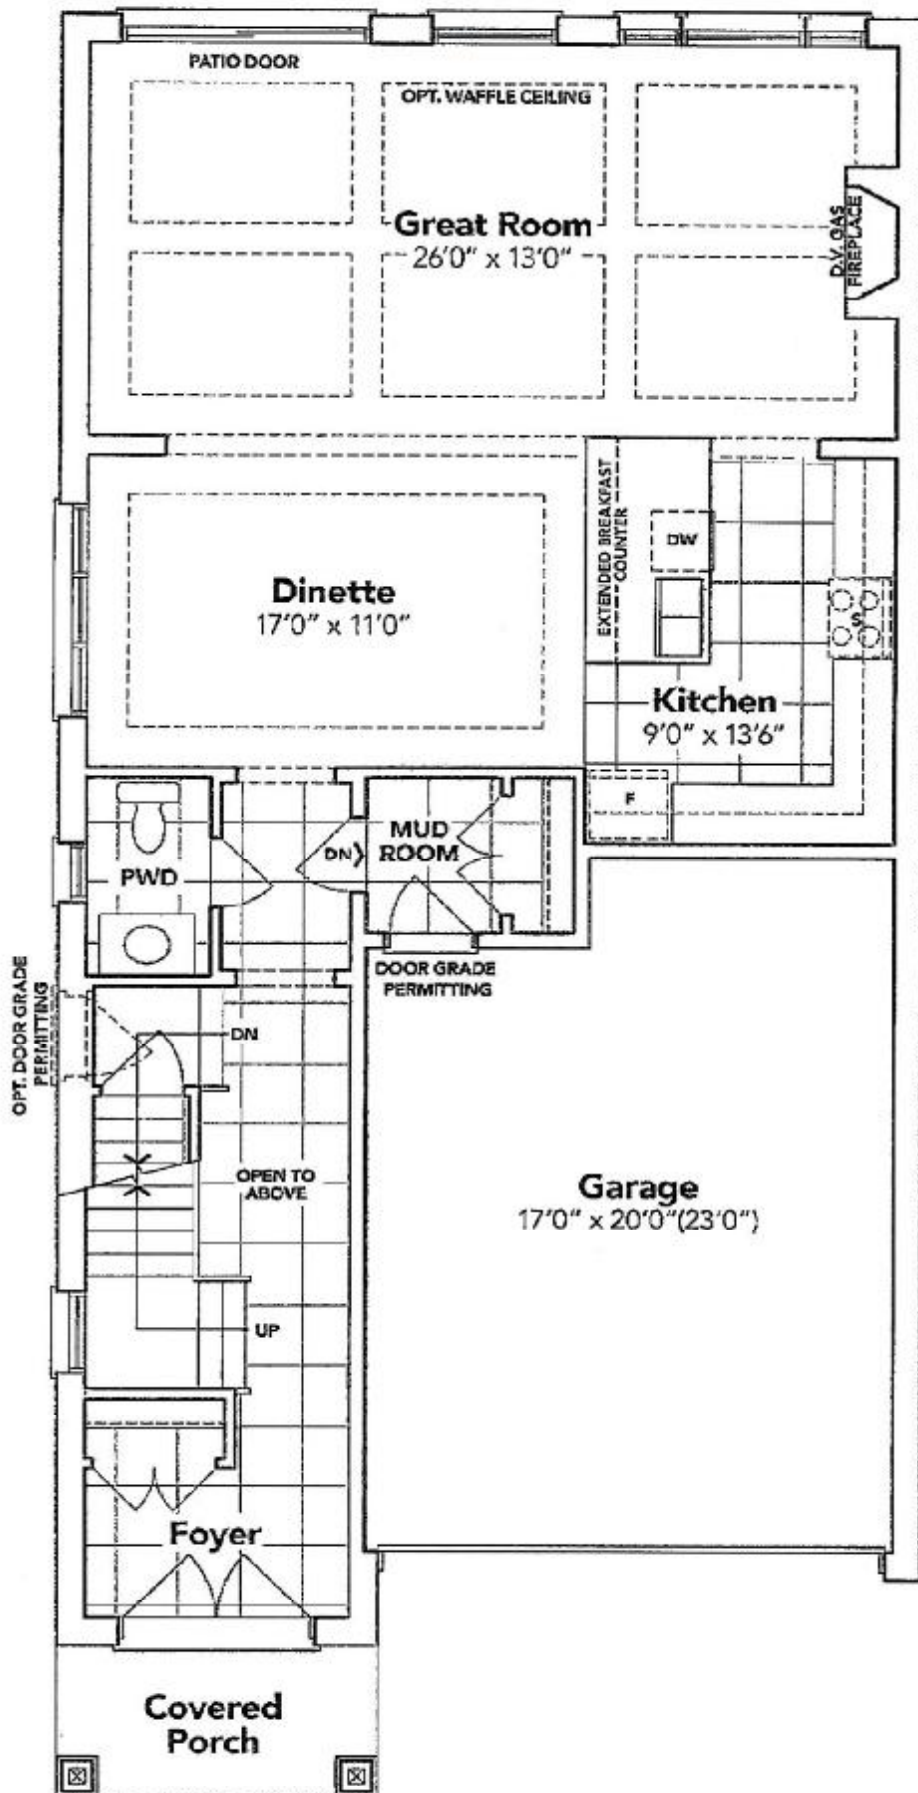 PATIO DOOR
OPT. WAFFLE CEILING
Great Room
26'0" x 13'0"
D.V. GAS
FIREPLACE
EXTENDED BREAKFAST
COUNTER
DW
Dinette
17'0" x 11'0"
S
Kitchen
9'0" x 13'6"
F
MUD
ROOM
DN
PWD
DOOR GRADE
PERMITTING
OPT. DOOR GRADE
PERMITTING
DN
OPEN TO
ABOVE
Garage
17'0" x 20'0"(23'0")
UP
Foyer
Covered
Porch